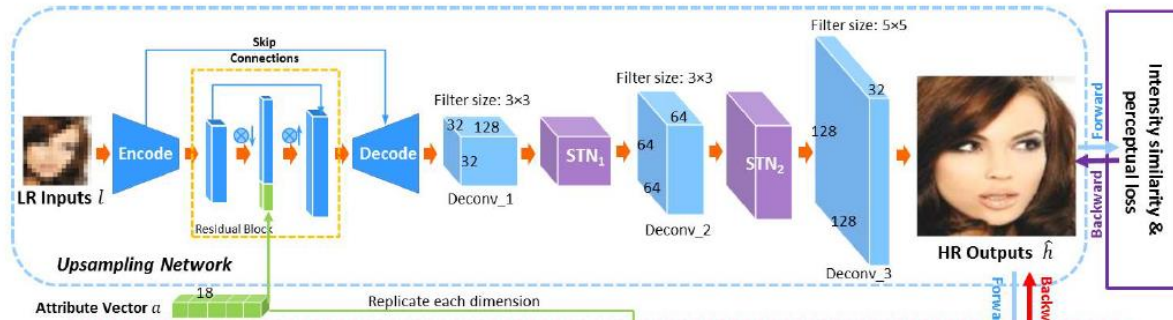 Skip
Connections
Filter size: 5×5
Filter size: 3×3
Filter size: 3×3
32
64
32 128
128
Encode
Decode
32
STN₁
64
STN₂
LR Inputs l
Deconv_1
64
128
Residual Block
Deconv_2
HR Outputs ĥ
Deconv_3
Upsampling Network
Forward
Backward
Intensity similarity &
perceptual loss
18
Attribute Vector a
Replicate each dimension